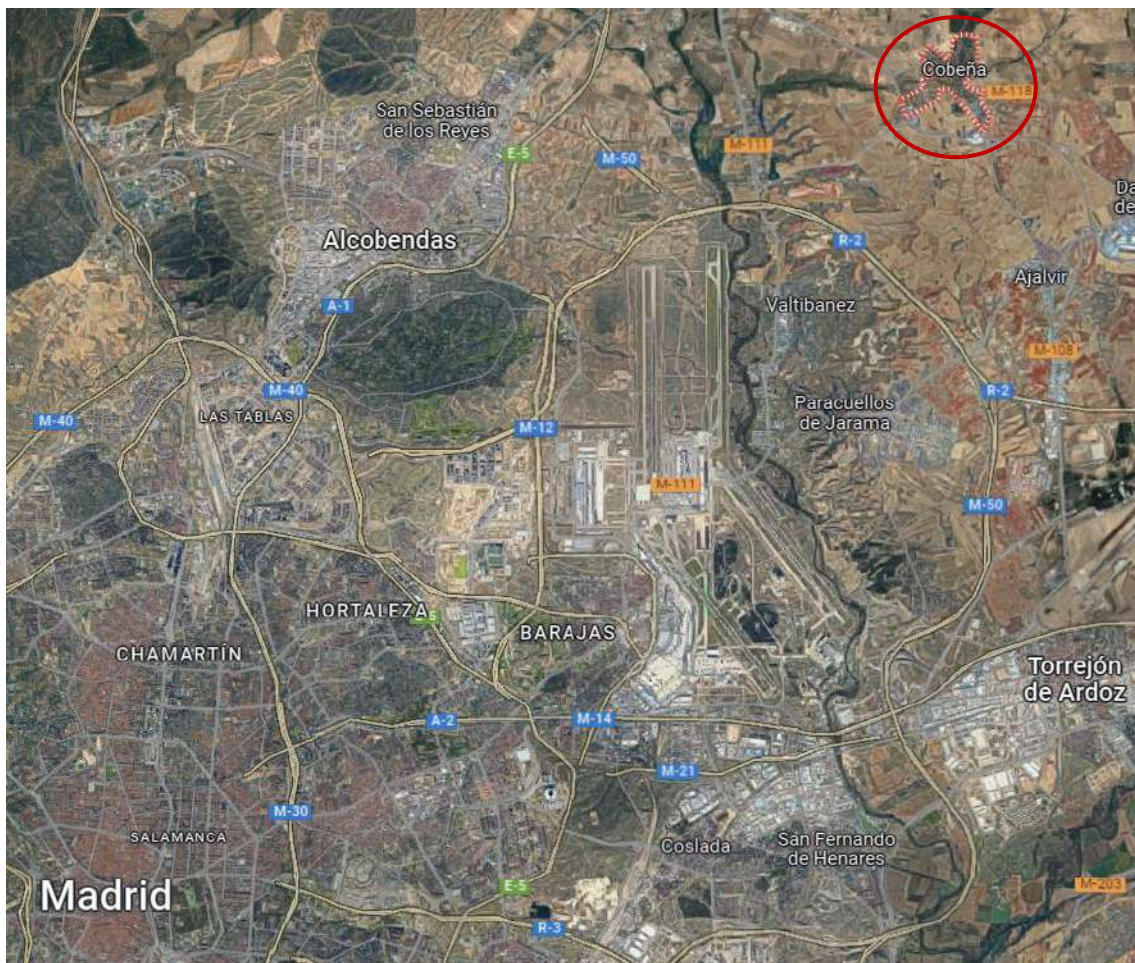 Cobeña
M-118
San Sebastián
de los Reyes
E-5
M-50
M-111
Da
de
Alcobendas
R-2
Ajalvir
A-1
Valtibanez
M-108
M-40
R-2
LAS TABLAS
M-40
Paracuellos
de Jarama
M-12
M-111
M-50
HORTALEZA
BARAJAS
CHAMARTÍN
Torrejón
de Ardoz
A-2
M-14
M-21
M-30
SALAMANCA
Coslada
San Fernando
de Henares
Madrid
E-5
M-203
R-3